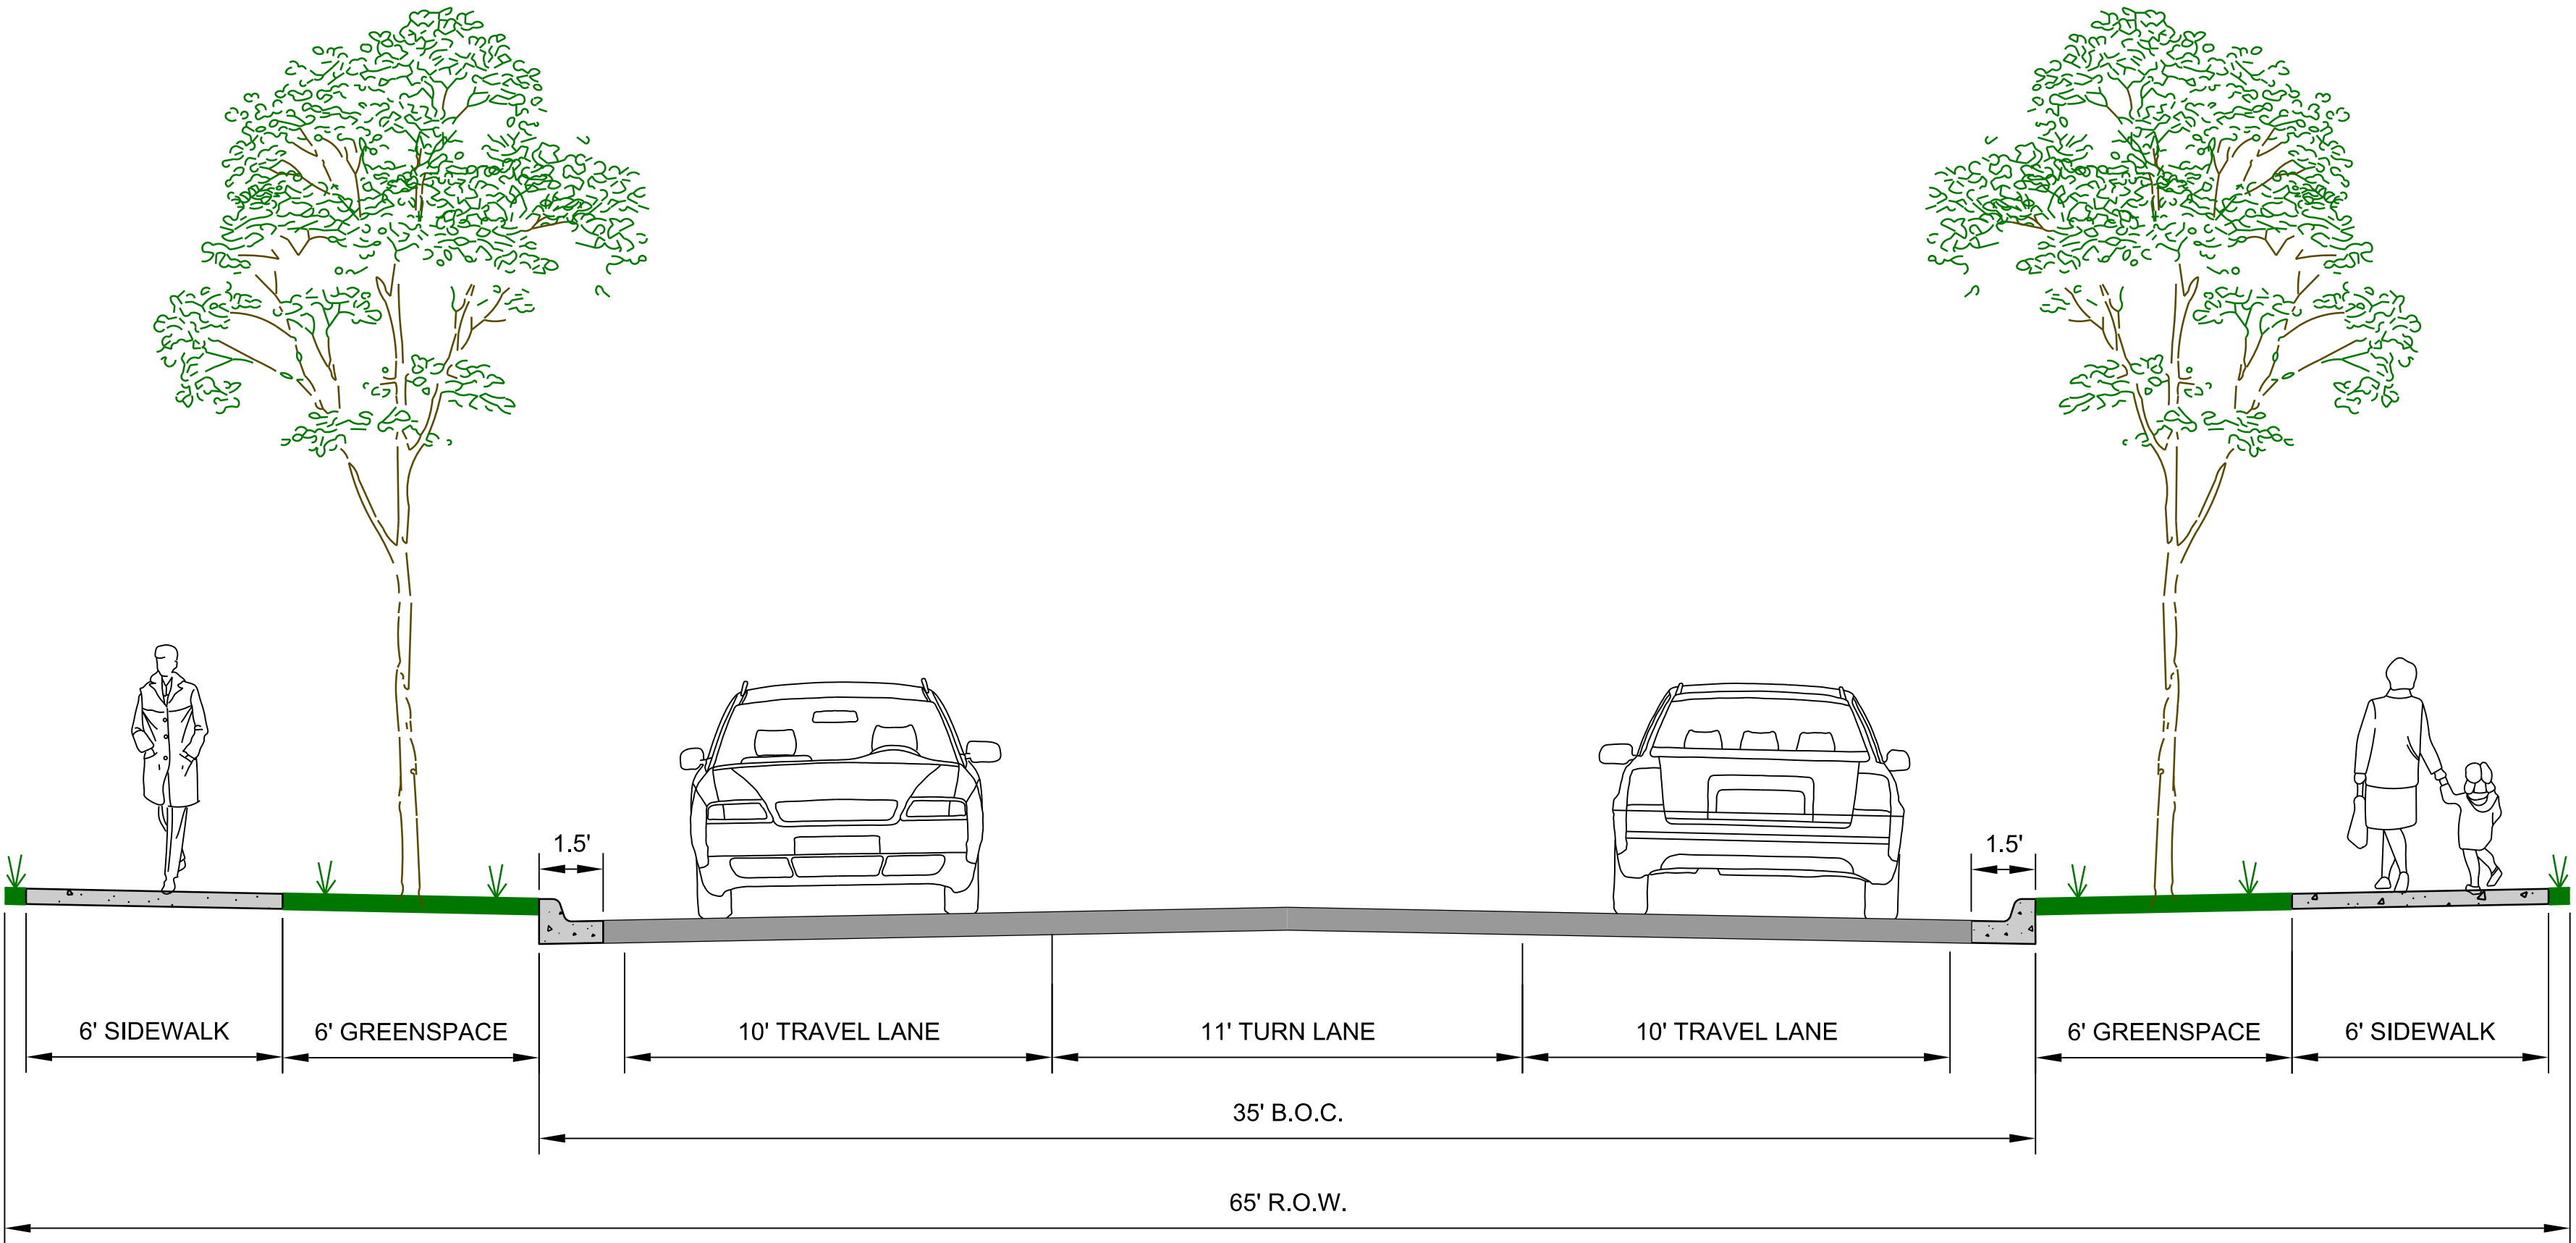 1.5'
1.5'
6' SIDEWALK
6' GREENSPACE
10' TRAVEL LANE
11' TURN LANE
10' TRAVEL LANE
6' GREENSPACE
6' SIDEWALK
35' B.O.C.
65' R.O.W.